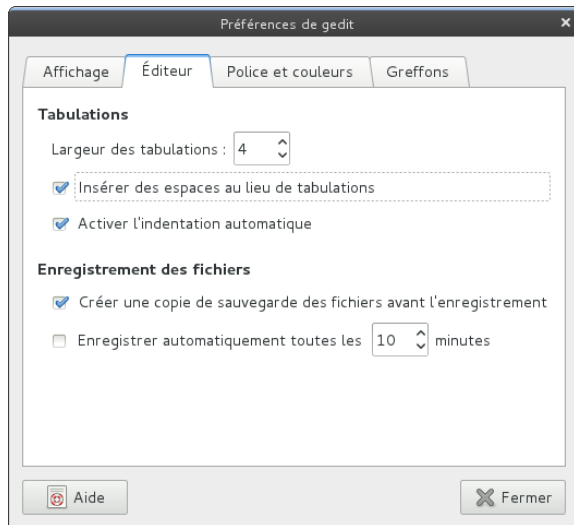 Préférences de gedit
Affichage Éditeur Police et couleurs Greffons
Tabulations
Largeur des tabulations : 4
Insérer des espaces au lieu de tabulations
Activer l'indentation automatique
Enregistrement des fichiers
Créer une copie de sauvegarde des fichiers avant l'enregistrement
Enregistrer automatiquement toutes les 10 minutes
Aide Fermer